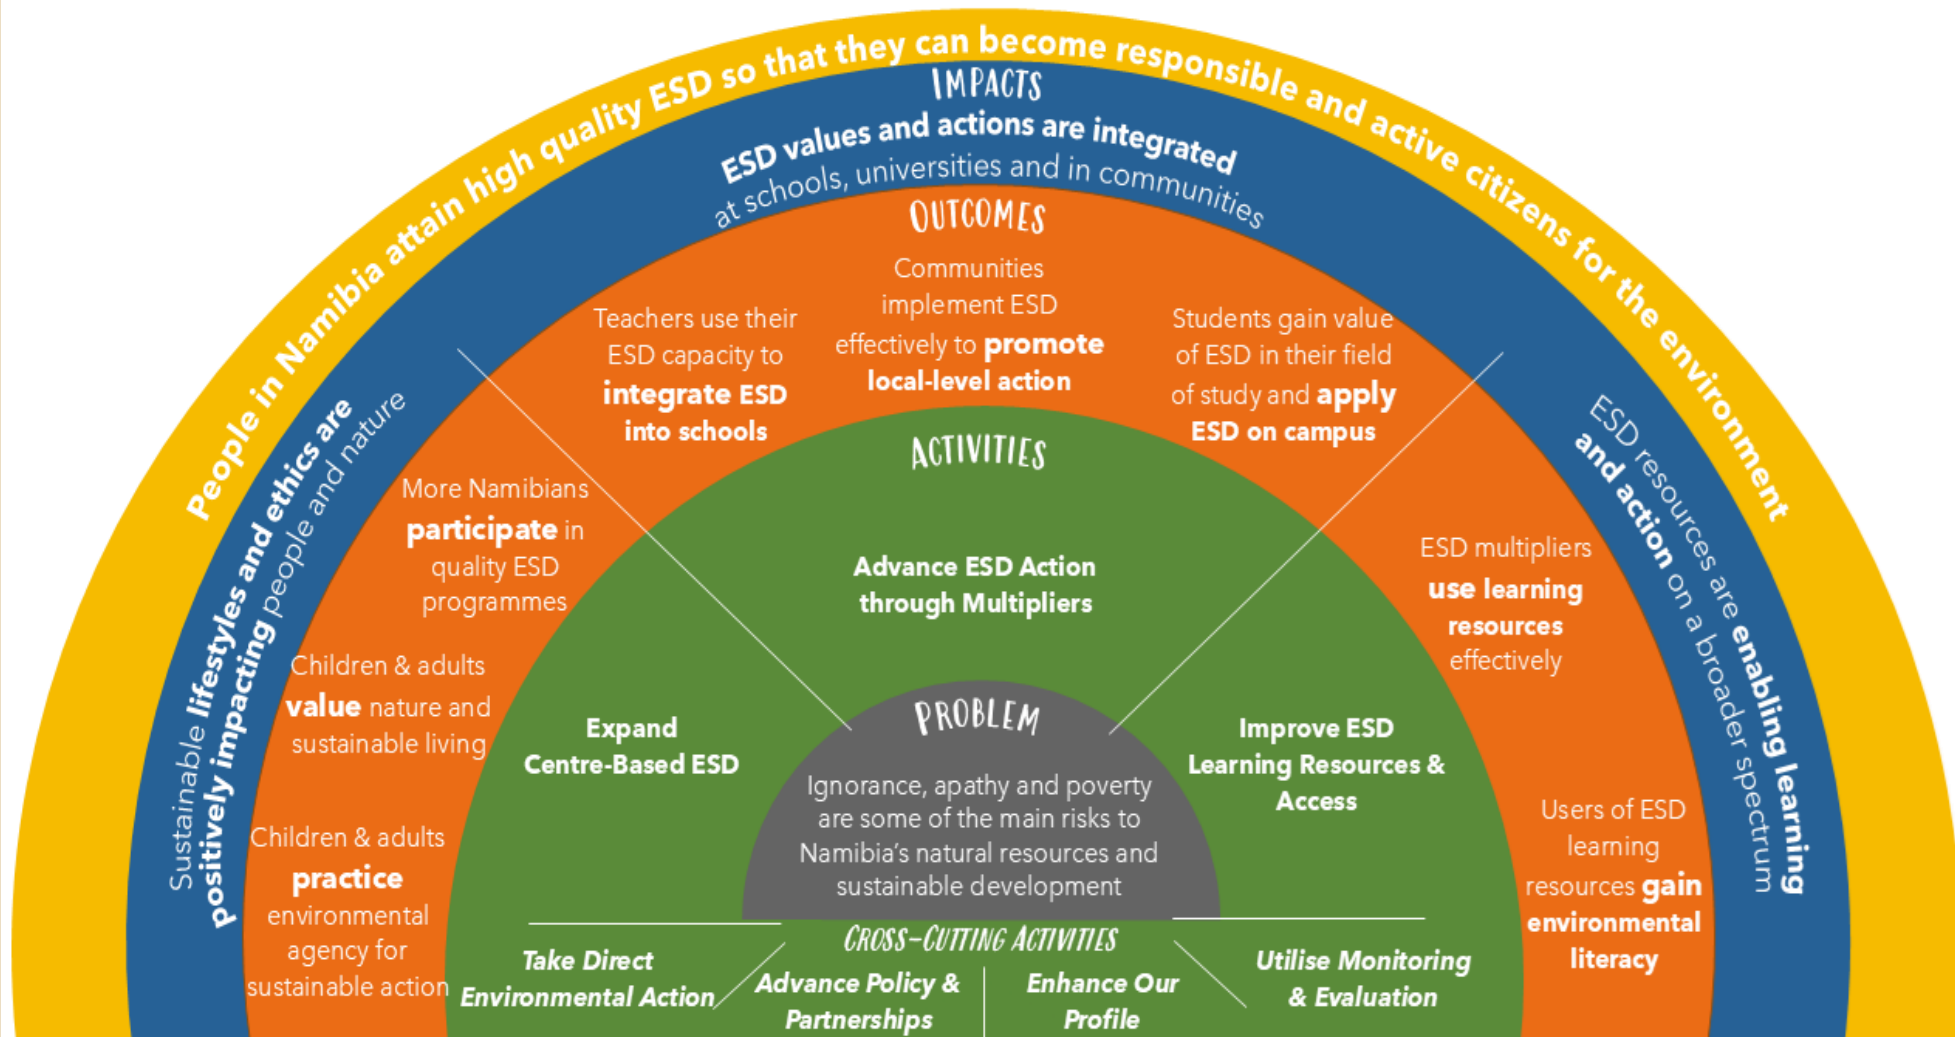 People in Namibia attain high quality ESD so that they can become responsible and active citizens for the environment
IMPACTS
ESD values and actions are integrated
at schools, universities and in communities
Sustainable lifestyles and ethics are
positively impacting people and nature
ESD resources are enabling learning
and action on a broader spectrum
OUTCOMES
More Namibians
participate in
quality ESD
programmes
Children & adults
value nature and
sustainable living
Children & adults
practice
environmental
agency for
sustainable action
Teachers use their
ESD capacity to
integrate ESD
into schools
Communities
implement ESD
effectively to promote
local-level action
Students gain value
of ESD in their field
of study and apply
ESD on campus
ESD multipliers
use learning
resources
effectively
Users of ESD
learning
resources gain
environmental
literacy
ACTIVITIES
Expand
Centre-Based ESD
Advance ESD Action
through Multipliers
Improve ESD
Learning Resources &
Access
PROBLEM
Ignorance, apathy and poverty
are some of the main risks to
Namibia's natural resources and
sustainable development
CROSS-CUTTING ACTIVITIES
Take Direct
Environmental Action
Advance Policy &
Partnerships
Enhance Our
Profile
Utilise Monitoring
& Evaluation